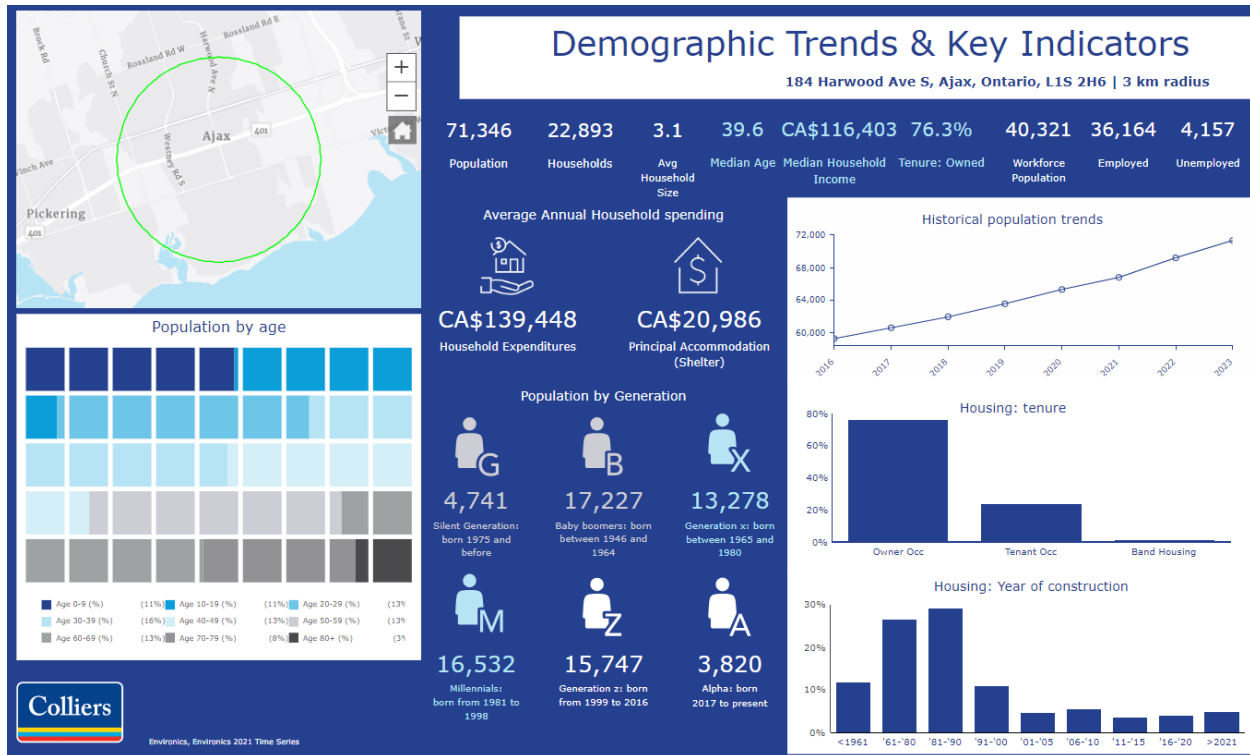 Brock Rd
Church St N
Rossland Rd W
Rossland Rd E
Harwood Ave N
+
−
Ajax
401
Westney Rd S
Finch Ave
Pickering
401
Demographic Trends & Key Indicators
184 Harwood Ave S, Ajax, Ontario, L1S 2H6 | 3 km radius
71,346
Population
22,893
Households
3.1
Avg
Household
Size
39.6
Median Age
CA$116,403
Median Household
Income
76.3%
Tenure: Owned
40,321
Workforce
Population
36,164
Employed
4,157
Unemployed
Population by age
Age 0-9 (%) (11%)
Age 10-19 (%) (11%)
Age 20-29 (%) (13%
Age 30-39 (%) (16%)
Age 40-49 (%) (13%)
Age 50-59 (%) (13%
Age 60-69 (%) (13%)
Age 70-79 (%) (8%)
Age 80+ (%) (3%
Average Annual Household spending
$
$
CA$139,448
Household Expenditures
CA$20,986
Principal Accommodation
(Shelter)
Population by Generation
G
4,741
Silent Generation:
born 1975 and
before
B
17,227
Baby boomers: born
between 1946 and
1964
X
13,278
Generation x: born
between 1965 and
1980
M
16,532
Millennials:
born from 1981 to
1998
Z
15,747
Generation z: born
from 1999 to 2016
A
3,820
Alpha: born
2017 to present
Historical population trends
72,000
68,000
64,000
60,000
2016 2017 2018 2019 2020 2021 2022 2023
Housing: tenure
80%
60%
40%
20%
0%
Owner Occ Tenant Occ Band Housing
Housing: Year of construction
30%
20%
10%
0%
<1961 '61-'80 '81-'90 '91-'00 '01-'05 '06-'10 '11-'15 '16-'20 >2021
Colliers
Environics, Environics 2021 Time Series